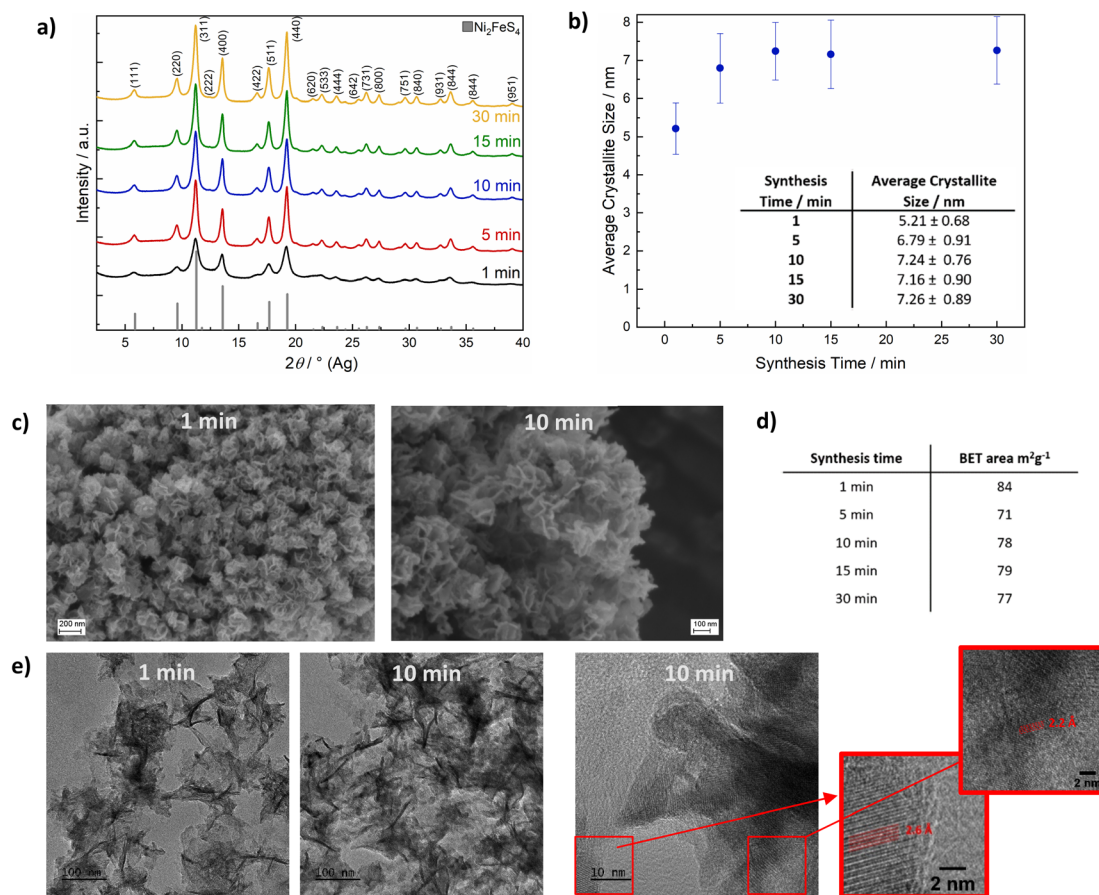 a)
Ni₂FeS₄
(111)
(220)
(311)
(222)
(400)
(422)
(511)
(440)
(620)
(533)
(444)
(642)
(731)
(800)
(751)
(840)
(931)
(844)
(844)
(951)
30 min
15 min
10 min
5 min
1 min
Intensity / a.u.
5 10 15 20 25 30 35 40
2θ / ° (Ag)
b)
8
7
6
5
4
3
2
1
0
Average Crystallite Size / nm
Synthesis Time / min Average Crystallite Size / nm
1 5.21 ± 0.68
5 6.79 ± 0.91
10 7.24 ± 0.76
15 7.16 ± 0.90
30 7.26 ± 0.89
0 5 10 15 20 25 30
Synthesis Time / min
c)
1 min
200 nm
10 min
100 nm
d)
Synthesis time BET area m²g⁻¹
1 min 84
5 min 71
10 min 78
15 min 79
30 min 77
e)
1 min
100 nm
10 min
100 nm
10 min
10 nm
2.2 Å
2 nm
3.6 Å
2 nm